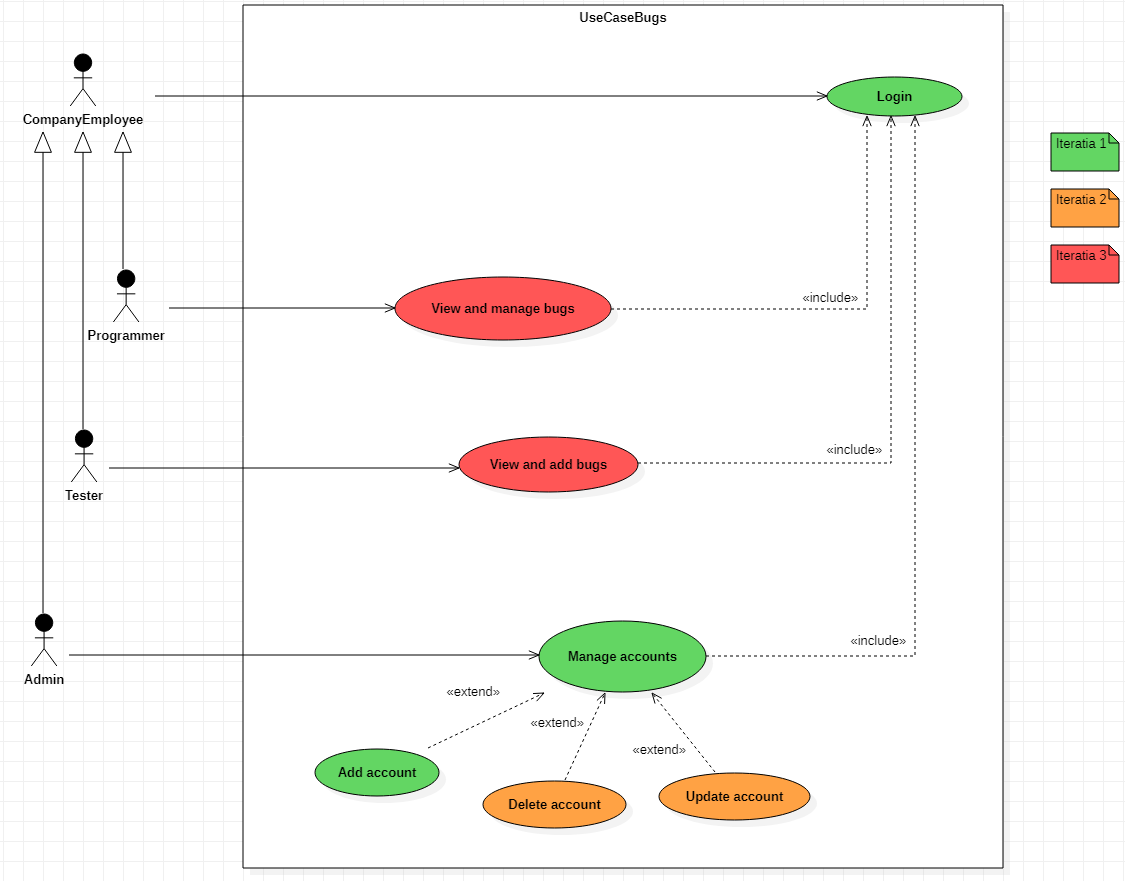 UseCaseBugs
CompanyEmployee
Login
Iteratia 1
Iteratia 2
Iteratia 3
Programmer
View and manage bugs
«include»
Tester
View and add bugs
«include»
Admin
Manage accounts
«include»
«extend»
«extend»
«extend»
Add account
Delete account
Update account